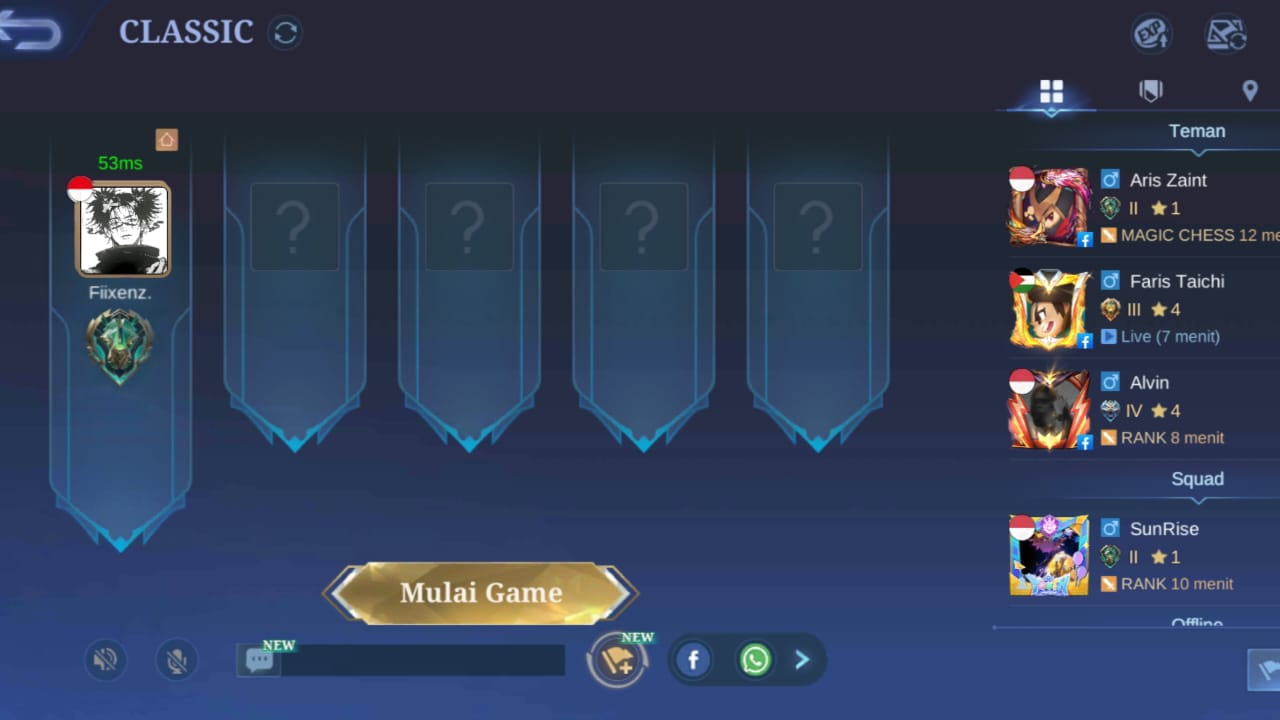 CLASSIC
EXP
53ms
Fiixenz.
?
?
?
?
Teman
Aris Zaint
II 1
MAGIC CHESS 12 me
Faris Taichi
III 4
Live (7 menit)
Alvin
IV 4
RANK 8 menit
Squad
SunRise
II 1
RANK 10 menit
Offline
Mulai Game
NEW
NEW